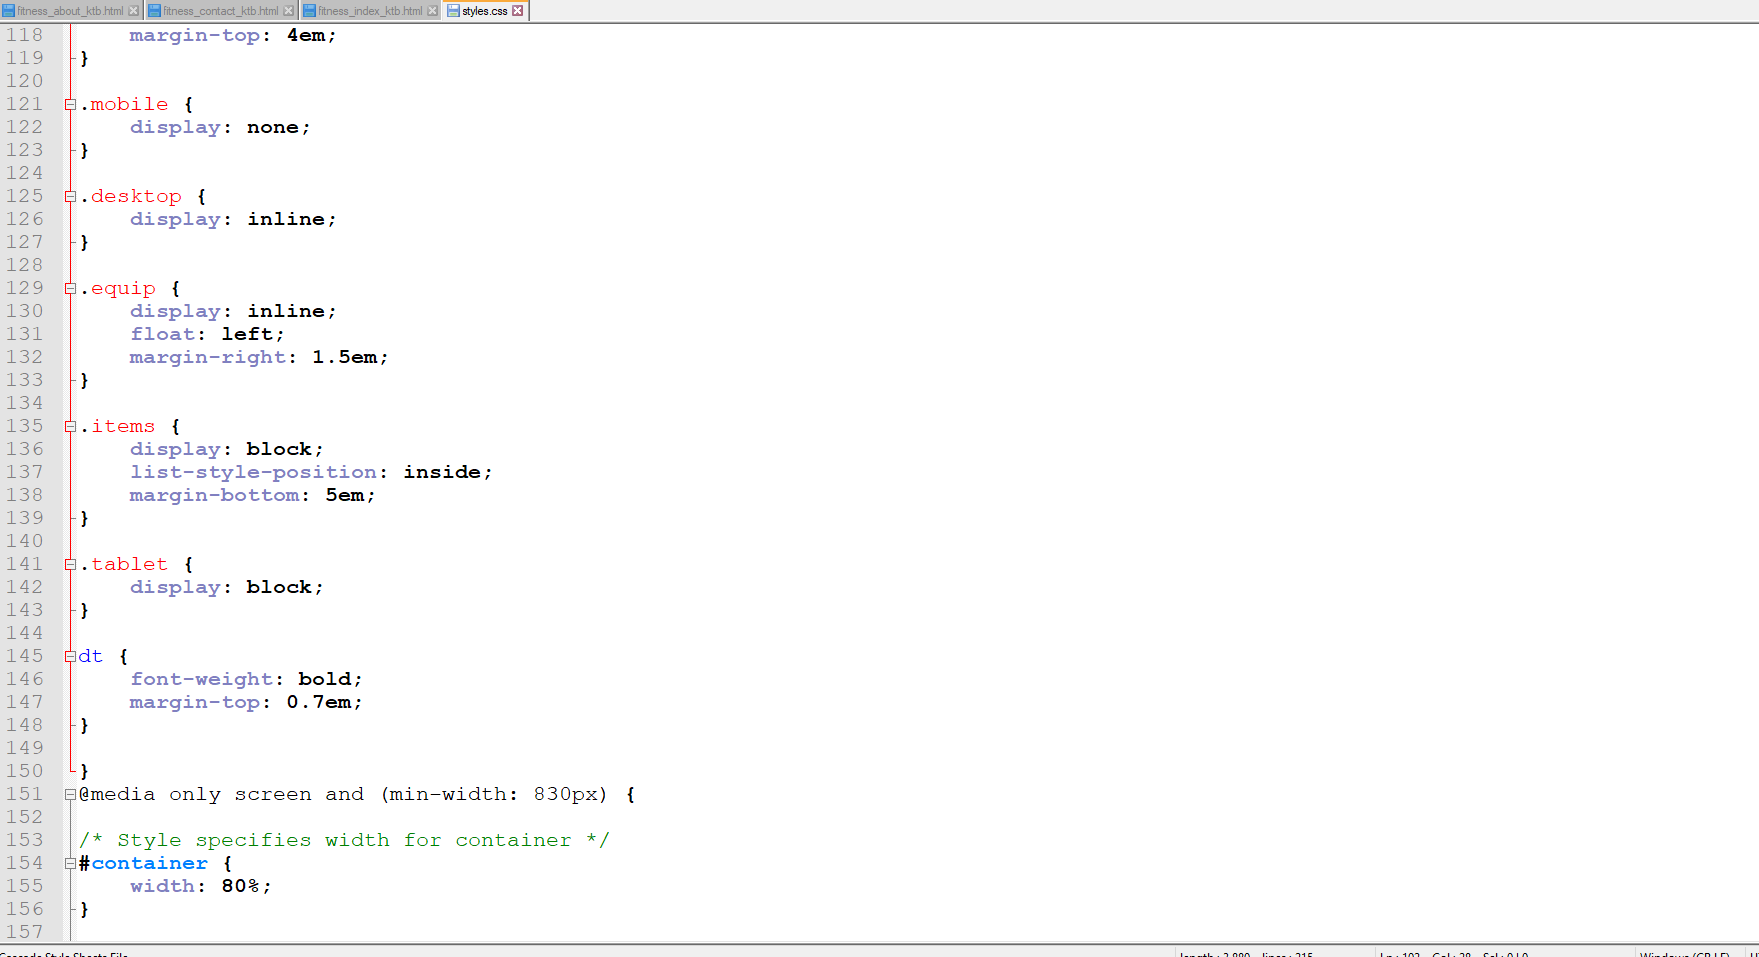 fitness_about_ktb.html fitness_contact_ktb.html fitness_index_ktb.html styles.css
118 margin-top: 4em;
119 }
120
121 .mobile {
122 display: none;
123 }
124
125 .desktop {
126 display: inline;
127 }
128
129 .equip {
130 display: inline;
131 float: left;
132 margin-right: 1.5em;
133 }
134
135 .items {
136 display: block;
137 list-style-position: inside;
138 margin-bottom: 5em;
139 }
140
141 .tablet {
142 display: block;
143 }
144
145 dt {
146 font-weight: bold;
147 margin-top: 0.7em;
148 }
149
150 }
151 @media only screen and (min-width: 830px) {
152
153 /* Style specifies width for container */
154 #container {
155 width: 80%;
156 }
157